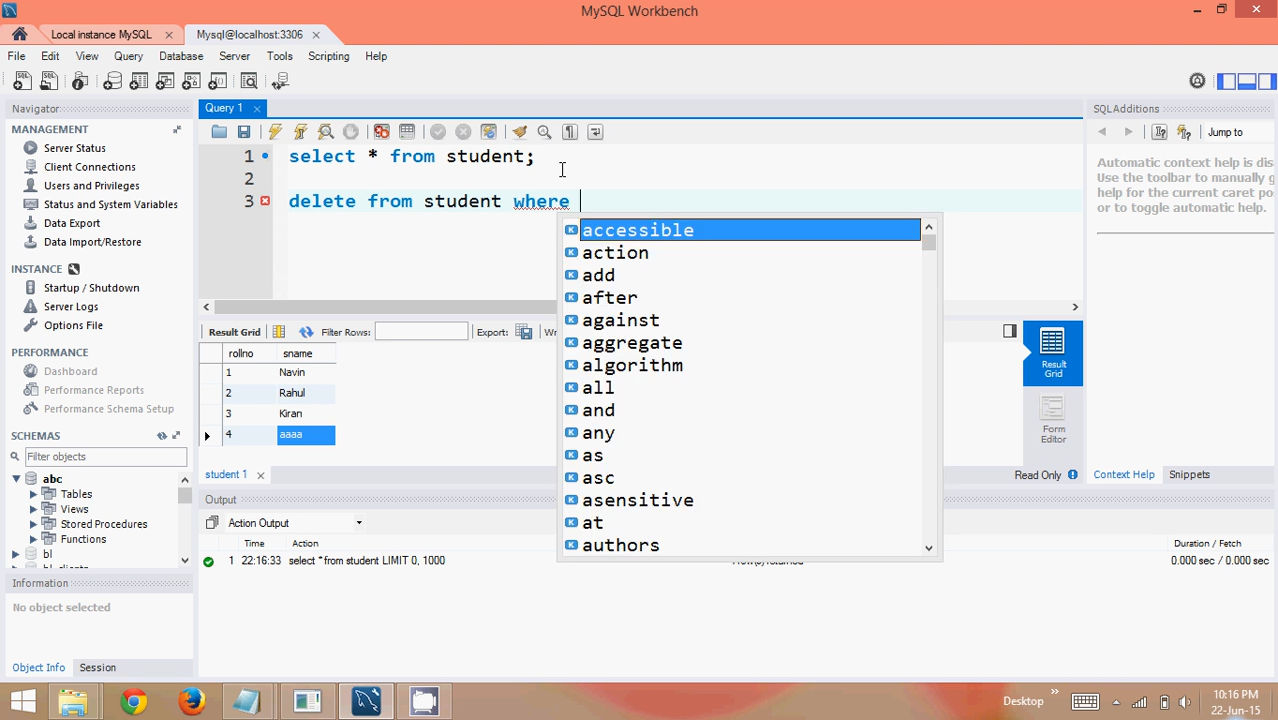 MySQL Workbench
Local instance MySQL
Mysql@localhost:3306
File Edit View Query Database Server Tools Scripting Help
Navigator
MANAGEMENT
Server Status
Client Connections
Users and Privileges
Status and System Variables
Data Export
Data Import/Restore
INSTANCE
Startup / Shutdown
Server Logs
Options File
PERFORMANCE
Dashboard
Performance Reports
Performance Schema Setup
SCHEMAS
Filter objects
abc
Tables
Views
Stored Procedures
Functions
bl
Information
No object selected
Object Info Session
Query 1
1 select * from student;
2
3 delete from student where
accessible
action
add
after
against
aggregate
algorithm
all
and
any
as
asc
asensitive
at
authors
Result Grid Filter Rows: Export:
rollno sname
1 Navin
2 Rahul
3 Kiran
4 aaaa
student 1
Result Grid
Form Editor
Read Only
Output
Action Output
Time Action Duration / Fetch
1 22:16:33 select * from student LIMIT 0, 1000 0.000 sec / 0.000 sec
SQL Additions
Jump to
Automatic context help is dis
Use the toolbar to manually g
help for the current caret po
or to toggle automatic help.
Context Help Snippets
Desktop
10:16 PM
22-Jun-15